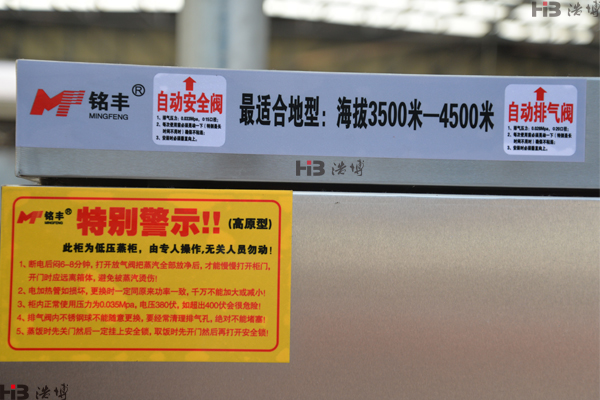 HB 浩博
铭丰®
MINGFENG
自动安全阀
最适合地型：海拔3500米—4500米
自动排气阀
HB 浩博
铭丰®
MINGFENG
特别警示!!(高原型)
此柜为低压蒸柜，由专人操作,无关人员勿动!
1、断电后闷6-8分钟，打开放气阀把蒸汽全部放净后，才能慢慢打开柜门，
开门时应远离箱体，避免被蒸汽烫伤!
2、电加热管如损坏，更换时一定同原来功率一致，千万不能加大或减小!
3、柜内正常使用压力为0.035Mpa，电压380伏，如超出400伏会很危险!
4、排气阀内不锈钢球不能随意更换，要经常清理排气孔，绝对不能堵塞!
5、蒸饭时先关门然后一定挂上安全锁，取饭时先开门然后再打开安全锁!
HB 浩博